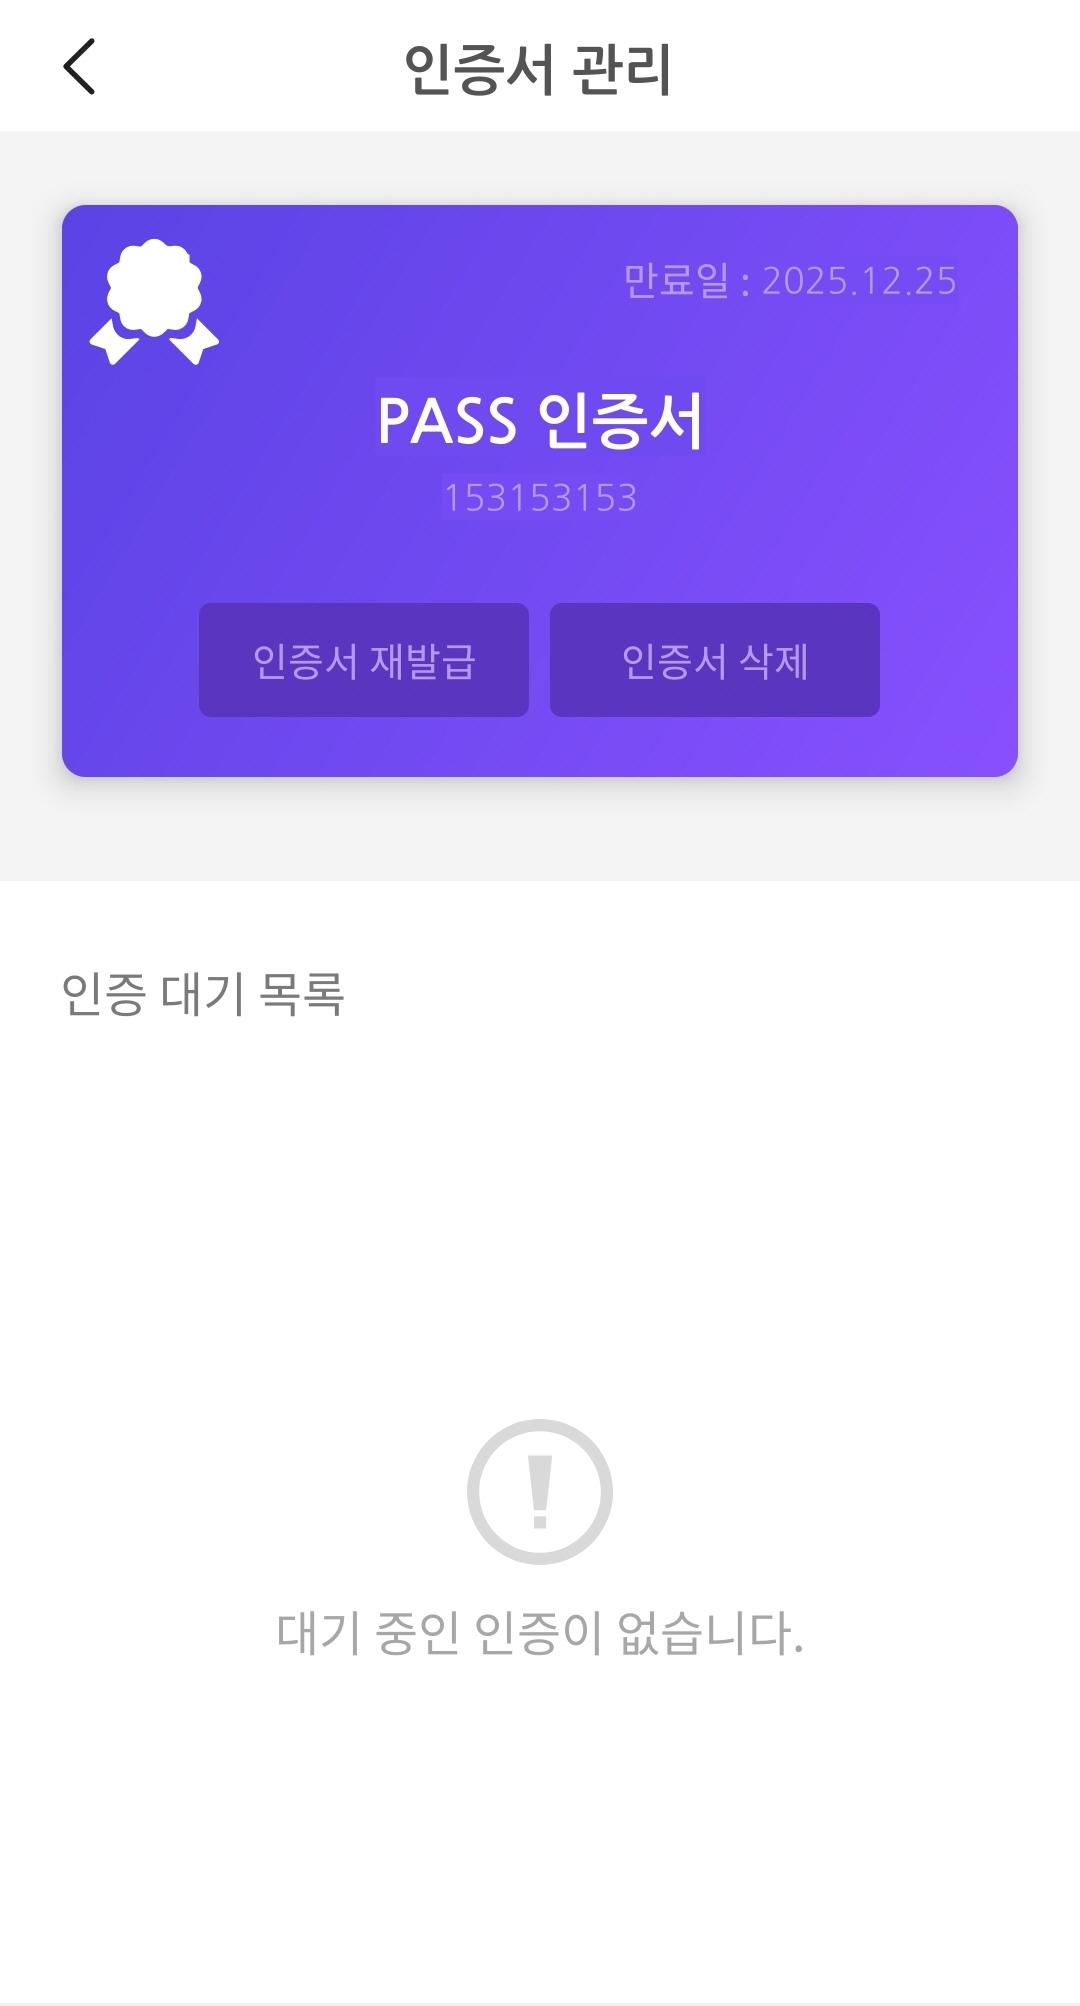 인증서 관리
만료일 : 2025.12.25
PASS 인증서
153153153
인증서 재발급
인증서 삭제
인증 대기 목록
대기 중인 인증이 없습니다.